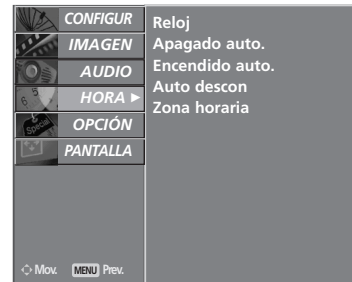 CONFIGUR
IMAGEN
AUDIO
HORA ►
OPCIÓN
PANTALLA
Reloj
Apagado auto.
Encendido auto.
Auto descon
Zona horaria
Mov. MENU Prev.